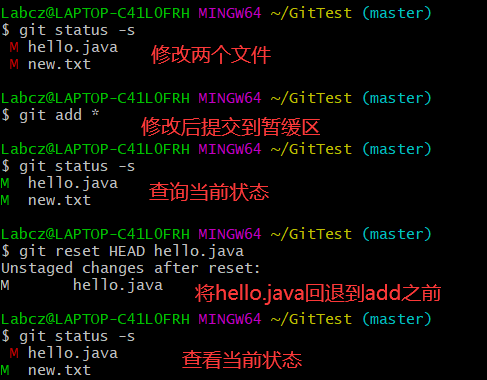 Labcz@LAPTOP-C41L0FRH MINGW64 ~/GitTest (master)
$ git status -s
 M hello.java
 M new.txt
修改两个文件
Labcz@LAPTOP-C41L0FRH MINGW64 ~/GitTest (master)
$ git add *
修改后提交到暂缓区
Labcz@LAPTOP-C41L0FRH MINGW64 ~/GitTest (master)
$ git status -s
M  hello.java
M  new.txt
查询当前状态
Labcz@LAPTOP-C41L0FRH MINGW64 ~/GitTest (master)
$ git reset HEAD hello.java
Unstaged changes after reset:
M       hello.java
将hello.java回退到add之前
Labcz@LAPTOP-C41L0FRH MINGW64 ~/GitTest (master)
$ git status -s
 M hello.java
M  new.txt
查看当前状态